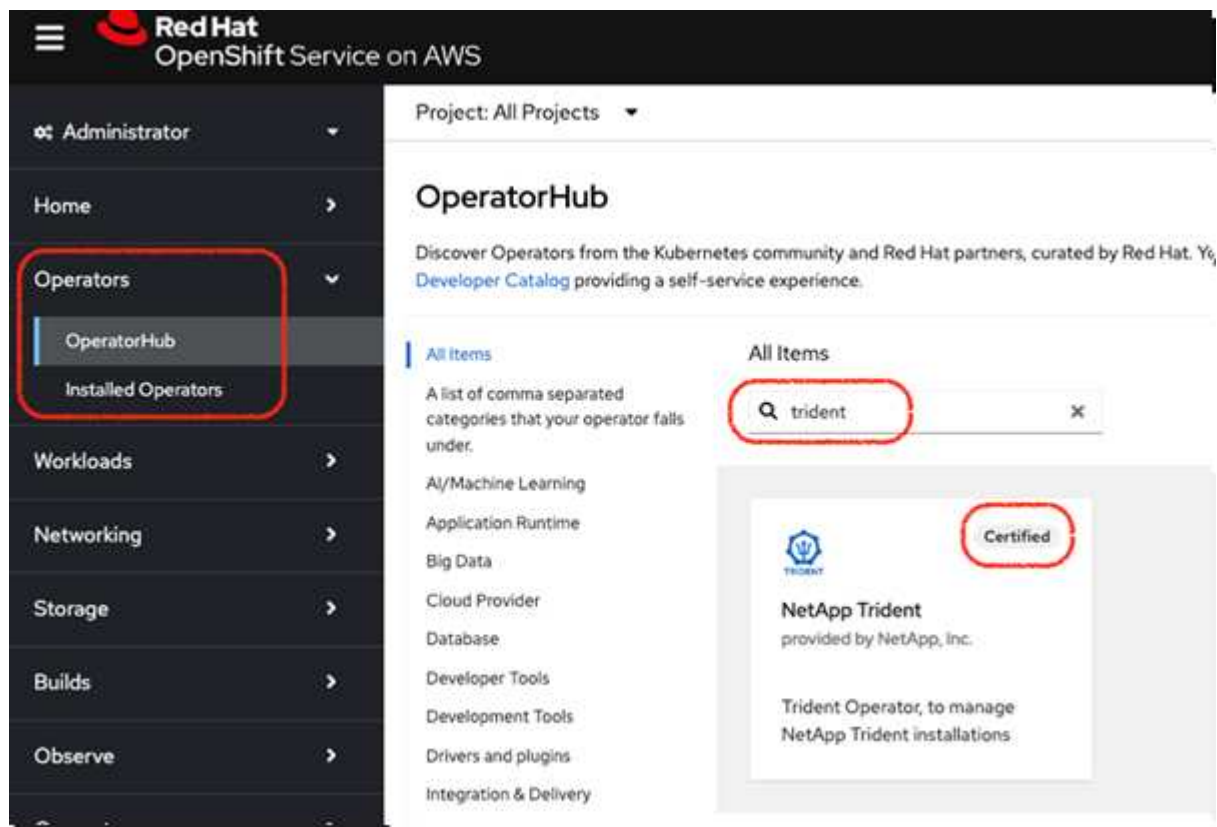 Red Hat
OpenShift Service on AWS
Administrator
Home
Operators
OperatorHub
Installed Operators
Workloads
Networking
Storage
Builds
Observe
Project: All Projects
OperatorHub
Discover Operators from the Kubernetes community and Red Hat partners, curated by Red Hat.
Developer Catalog providing a self-service experience.
All Items
A list of comma separated
categories that your operator falls
under.
AI/Machine Learning
Application Runtime
Big Data
Cloud Provider
Database
Developer Tools
Development Tools
Drivers and plugins
Integration & Delivery
All Items
trident
Certified
TRIDENT
NetApp Trident
provided by NetApp, Inc.
Trident Operator, to manage
NetApp Trident installations